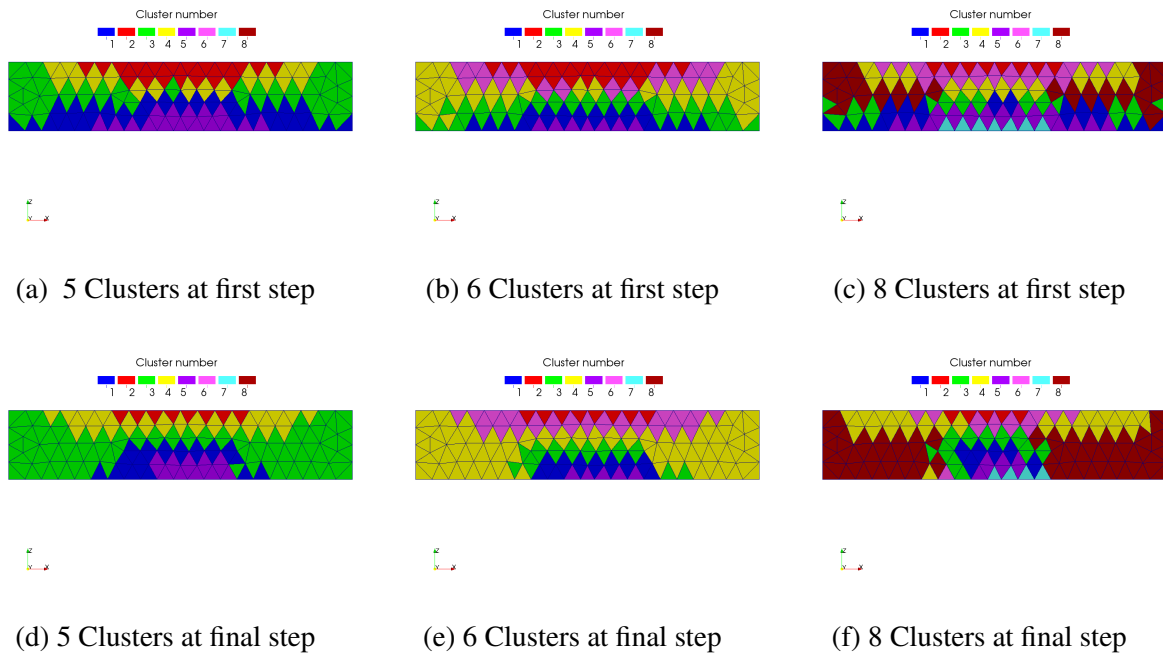 Cluster number
1 2 3 4 5 6 7 8
Z
Y X
(a) 5 Clusters at first step
Cluster number
1 2 3 4 5 6 7 8
Z
Y X
(b) 6 Clusters at first step
Cluster number
1 2 3 4 5 6 7 8
Z
Y X
(c) 8 Clusters at first step
Cluster number
1 2 3 4 5 6 7 8
Z
Y X
(d) 5 Clusters at final step
Cluster number
1 2 3 4 5 6 7 8
Z
Y X
(e) 6 Clusters at final step
Cluster number
1 2 3 4 5 6 7 8
Z
Y X
(f) 8 Clusters at final step